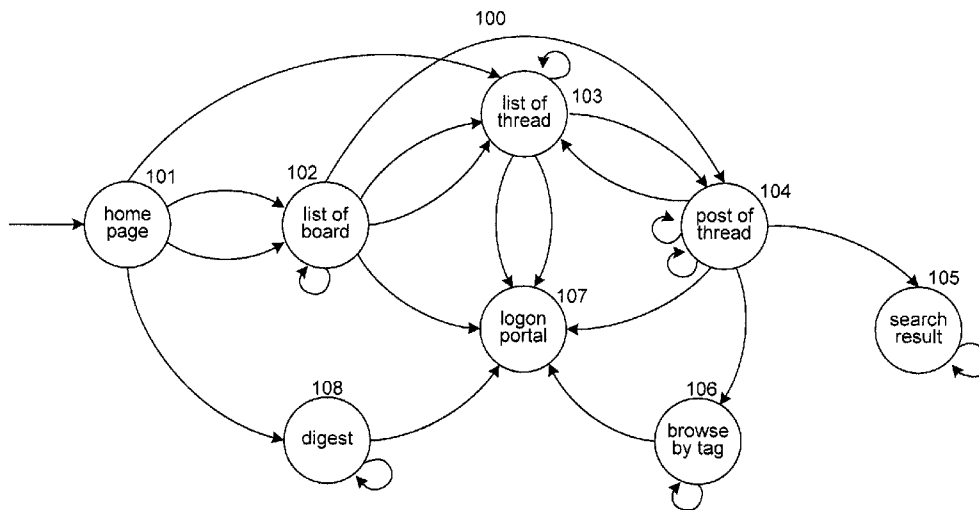 100
list of
thread
103
101
home
page
102
list of
board
104
post of
thread
105
search
result
107
logon
portal
108
digest
106
browse
by tag